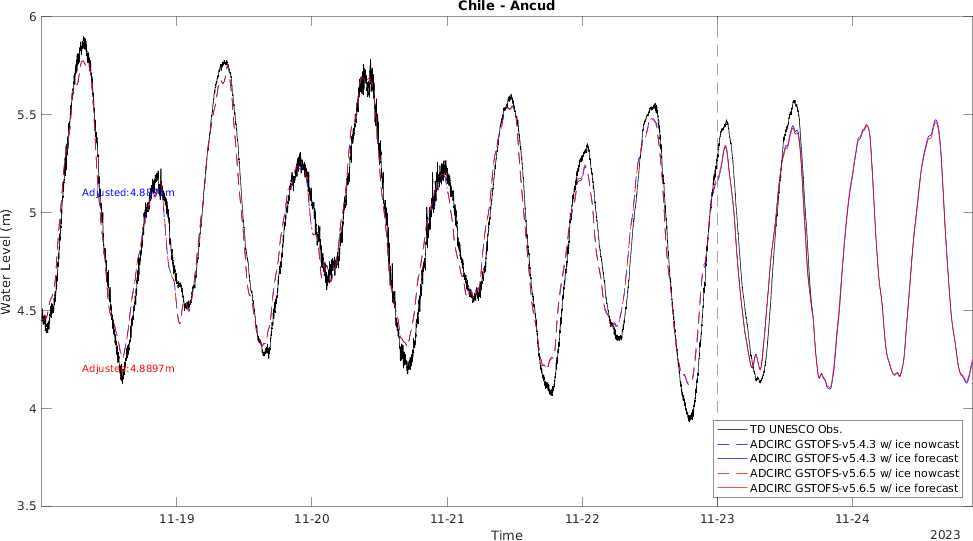 Chile - Ancud
6
5.5
5
4.5
4
3.5
Water Level (m)
Adjusted:4.8897m
11-19
11-20
11-21
11-22
11-23
11-24
Time
2023
TD UNESCO Obs.
ADCIRC GSTOFS-v5.4.3 w/ ice nowcast
ADCIRC GSTOFS-v5.4.3 w/ ice forecast
ADCIRC GSTOFS-v5.6.5 w/ ice nowcast
ADCIRC GSTOFS-v5.6.5 w/ ice forecast